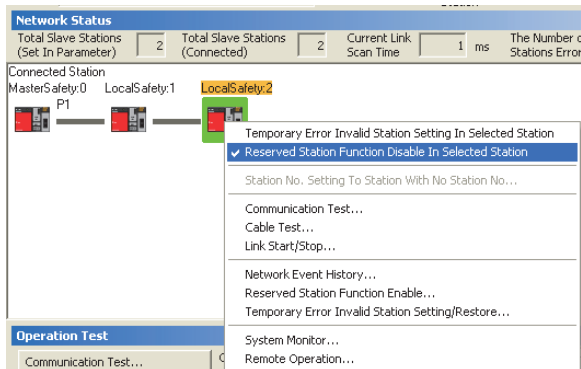 Network Status
Total Slave Stations (Set In Parameter) 2 Total Slave Stations (Connected) 2 Current Link Scan Time 1 ms The Number Stations Error
Connected Station
MasterSafety:0 LocalSafety:1 LocalSafety:2
P1
Temporary Error Invalid Station Setting In Selected Station
Reserved Station Function Disable In Selected Station
Station No. Setting To Station With No Station No...
Communication Test...
Cable Test...
Link Start/Stop...
Network Event History...
Reserved Station Function Enable...
Temporary Error Invalid Station Setting/Restore...
Operation Test
System Monitor...
Communication Test...
Remote Operation...